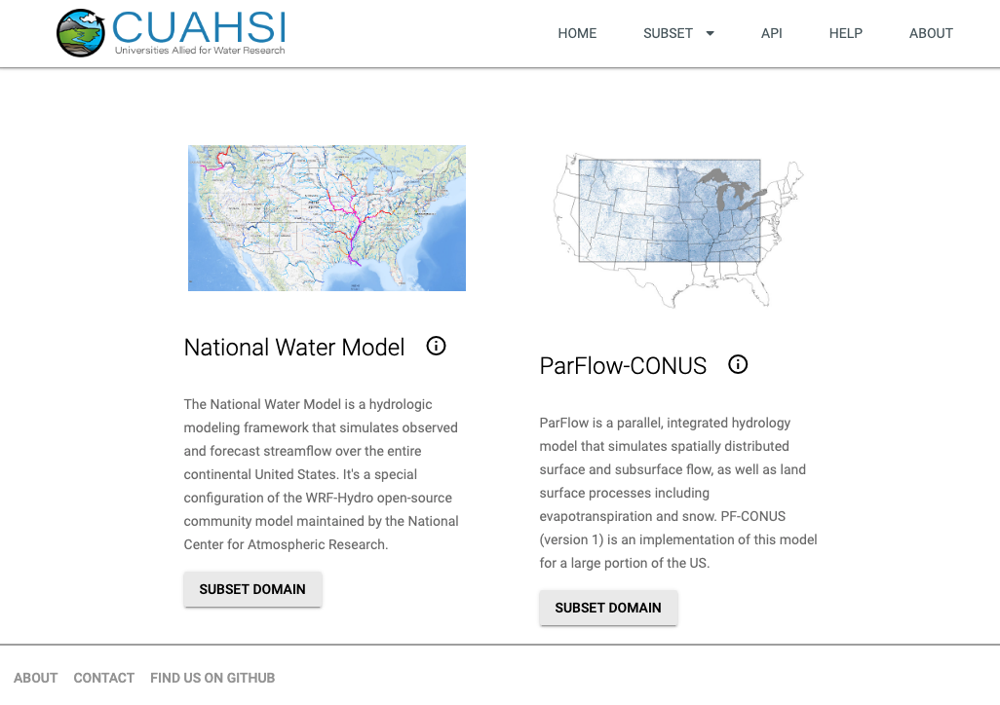 CUAHSI
Universities Allied for Water Research
HOME
SUBSET
API
HELP
ABOUT
National Water Model
The National Water Model is a hydrologic
modeling framework that simulates observed
and forecast streamflow over the entire
continental United States. It's a special
configuration of the WRF-Hydro open-source
community model maintained by the National
Center for Atmospheric Research.
SUBSET DOMAIN
ParFlow-CONUS
ParFlow is a parallel, integrated hydrology
model that simulates spatially distributed
surface and subsurface flow, as well as land
surface processes including
evapotranspiration and snow. PF-CONUS
(version 1) is an implementation of this model
for a large portion of the US.
SUBSET DOMAIN
ABOUT
CONTACT
FIND US ON GITHUB